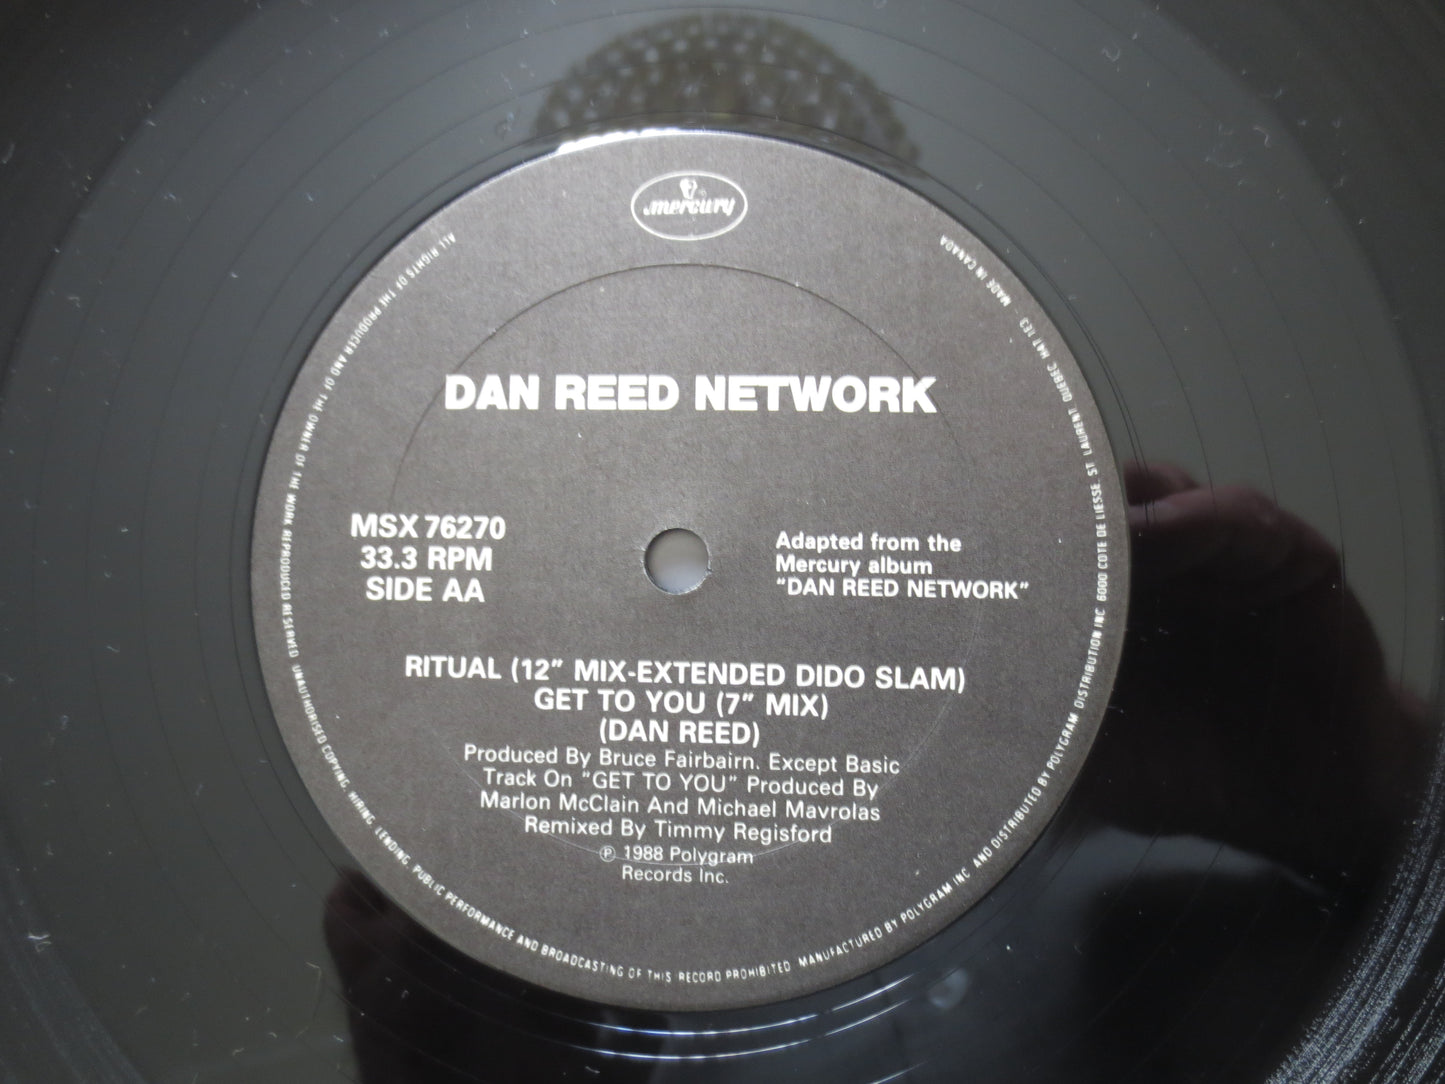 mercury
DAN REED NETWORK
MSX 76270
33.3 RPM
SIDE AA
Adapted from the
Mercury album
"DAN REED NETWORK"
RITUAL (12" MIX-EXTENDED DIDO SLAM)
GET TO YOU (7" MIX)
(DAN REED)
Produced By Bruce Fairbairn. Except Basic
Track On "GET TO YOU" Produced By
Marlon McClain And Michael Mavrolas
Remixed By Timmy Regisford
℗ 1988 Polygram
Records Inc.
ALL RIGHTS OF THE PRODUCER AND OF THE OWNER OF THE WORK REPRODUCED RESERVED. UNAUTHORISED COPYING, HIRING, LENDING, PUBLIC PERFORMANCE AND BROADCASTING OF THIS RECORD PROHIBITED. MANUFACTURED BY POLYGRAM INC. AND DISTRIBUTED BY POLYGRAM DISTRIBUTION INC 6000 COTE DE LIESSE, ST LAURENT QUEBEC H4T 1E3 - MADE IN CANADA